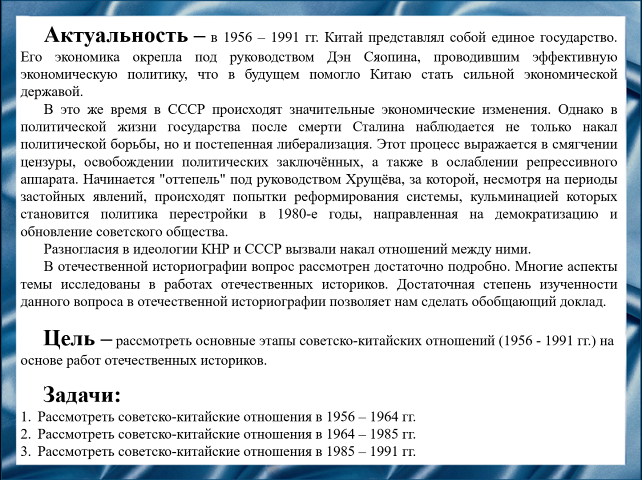 Актуальность – в 1956 – 1991 гг. Китай представлял собой единое государство.
Его экономика окрепла под руководством Дэн Сяопина, проводившим эффективную
экономическую политику, что в будущем помогло Китаю стать сильной экономической
державой.
В это же время в СССР происходят значительные экономические изменения. Однако в
политической жизни государства после смерти Сталина наблюдается не только накал
политической борьбы, но и постепенная либерализация. Этот процесс выражается в смягчении
цензуры, освобождении политических заключённых, а также в ослаблении репрессивного
аппарата. Начинается "оттепель" под руководством Хрущёва, за которой, несмотря на периоды
застойных явлений, происходят попытки реформирования системы, кульминацией которых
становится политика перестройки в 1980-е годы, направленная на демократизацию и
обновление советского общества.
Разногласия в идеологии КНР и СССР вызвали накал отношений между ними.
В отечественной историографии вопрос рассмотрен достаточно подробно. Многие аспекты
темы исследованы в работах отечественных историков. Достаточная степень изученности
данного вопроса в отечественной историографии позволяет нам сделать обобщающий доклад.
Цель – рассмотреть основные этапы советско-китайских отношений (1956 - 1991 гг.) на
основе работ отечественных историков.
Задачи:
1. Рассмотреть советско-китайские отношения в 1956 – 1964 гг.
2. Рассмотреть советско-китайские отношения в 1964 – 1985 гг.
3. Рассмотреть советско-китайские отношения в 1985 – 1991 гг.